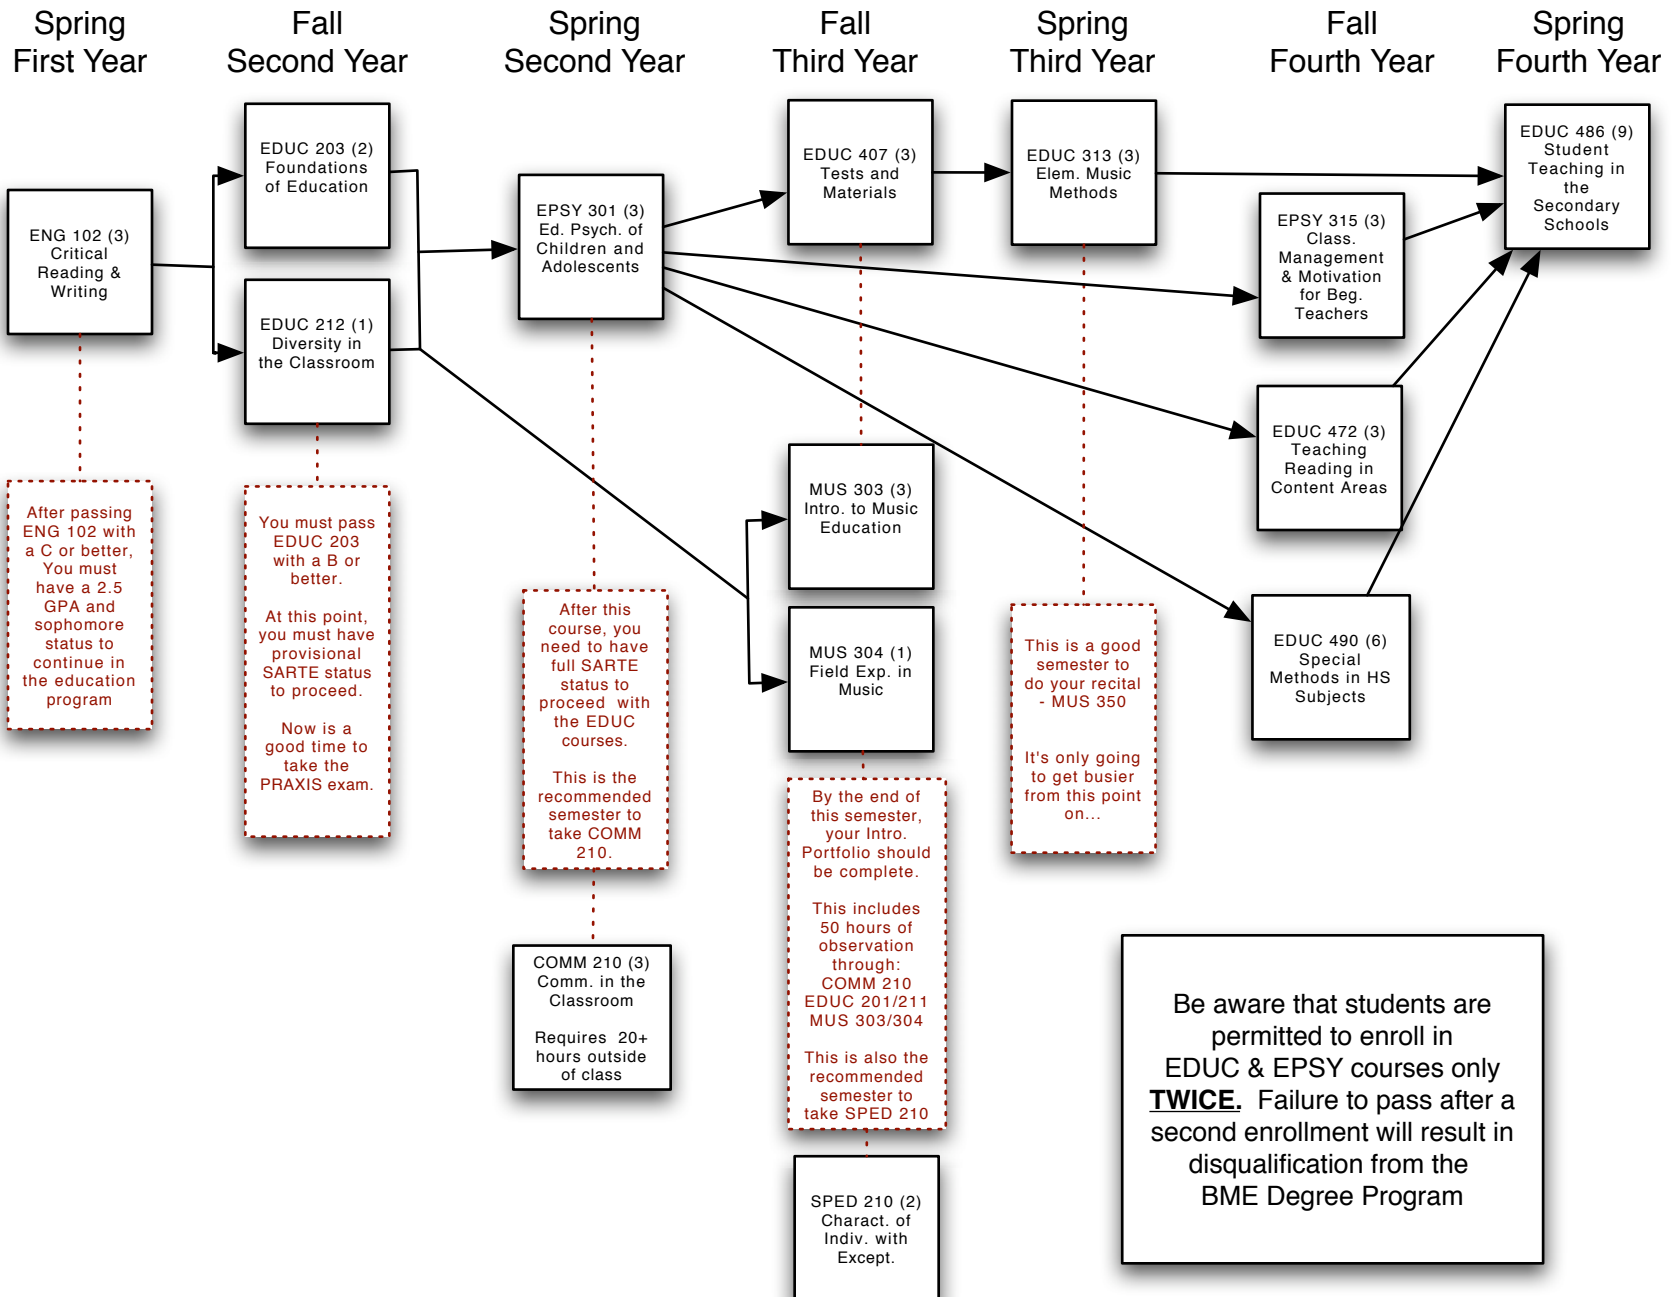 Spring
First Year
Fall
Second Year
Spring
Second Year
Fall
Third Year
Spring
Third Year
Fall
Fourth Year
Spring
Fourth Year
ENG 102 (3)
Critical
Reading &
Writing
After passing
ENG 102 with
a C or better,
You must
have a 2.5
GPA and
sophomore
status to
continue in
the education
program
EDUC 203 (2)
Foundations
of Education
EDUC 212 (1)
Diversity in
the Classroom
You must pass
EDUC 203
with a B or
better.
At this point,
you must have
provisional
SARTE status
to proceed.
Now is a
good time to
take the
PRAXIS exam.
EPSY 301 (3)
Ed. Psych. of
Children and
Adolescents
After this
course, you
need to have
full SARTE
status to
proceed with
the EDUC
courses.
This is the
recommended
semester to
take COMM
210.
COMM 210 (3)
Comm. in the
Classroom
Requires 20+
hours outside
of class
EDUC 407 (3)
Tests and
Materials
MUS 303 (3)
Intro. to Music
Education
MUS 304 (1)
Field Exp. in
Music
By the end of
this semester,
your Intro.
Portfolio should
be complete.
This includes
50 hours of
observation
through:
COMM 210
EDUC 201/211
MUS 303/304
This is also the
recommended
semester to
take SPED 210
SPED 210 (2)
Charact. of
Indiv. with
Except.
EDUC 313 (3)
Elem. Music
Methods
This is a good
semester to
do your recital
- MUS 350
It's only going
to get busier
from this point
on...
EPSY 315 (3)
Class.
Management
& Motivation
for Beg.
Teachers
EDUC 472 (3)
Teaching
Reading in
Content Areas
EDUC 490 (6)
Special
Methods in HS
Subjects
EDUC 486 (9)
Student
Teaching in
the
Secondary
Schools
Be aware that students are
permitted to enroll in
EDUC & EPSY courses only
TWICE. Failure to pass after a
second enrollment will result in
disqualification from the
BME Degree Program